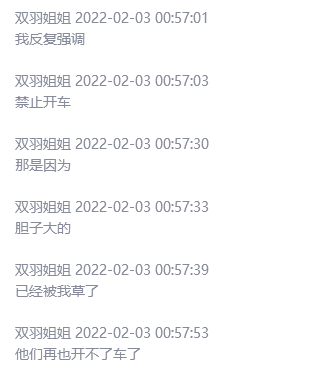 双羽姐姐 2022-02-03 00:57:01
我反复强调
双羽姐姐 2022-02-03 00:57:03
禁止开车
双羽姐姐 2022-02-03 00:57:30
那是因为
双羽姐姐 2022-02-03 00:57:33
胆子大的
双羽姐姐 2022-02-03 00:57:39
已经被我草了
双羽姐姐 2022-02-03 00:57:53
他们再也开不了车了